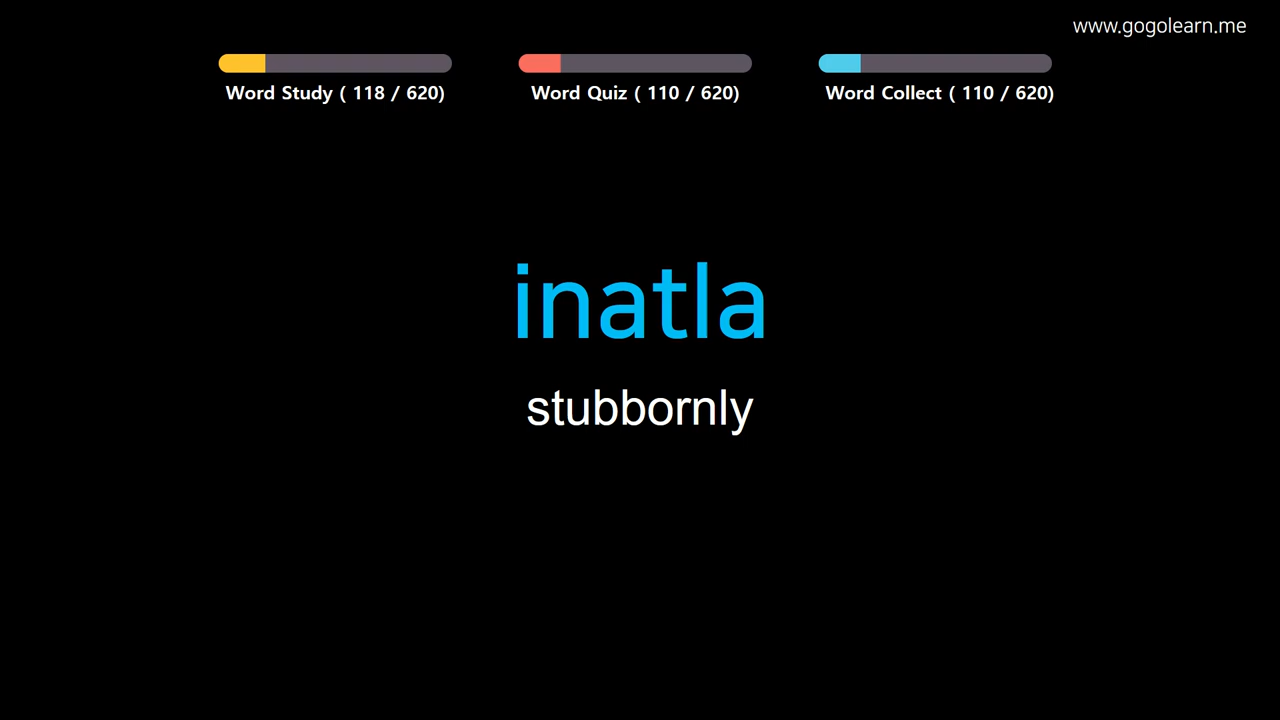 www.gogolearn.me
Word Study ( 118 / 620)
Word Quiz ( 110 / 620)
Word Collect ( 110 / 620)
inatla
stubbornly